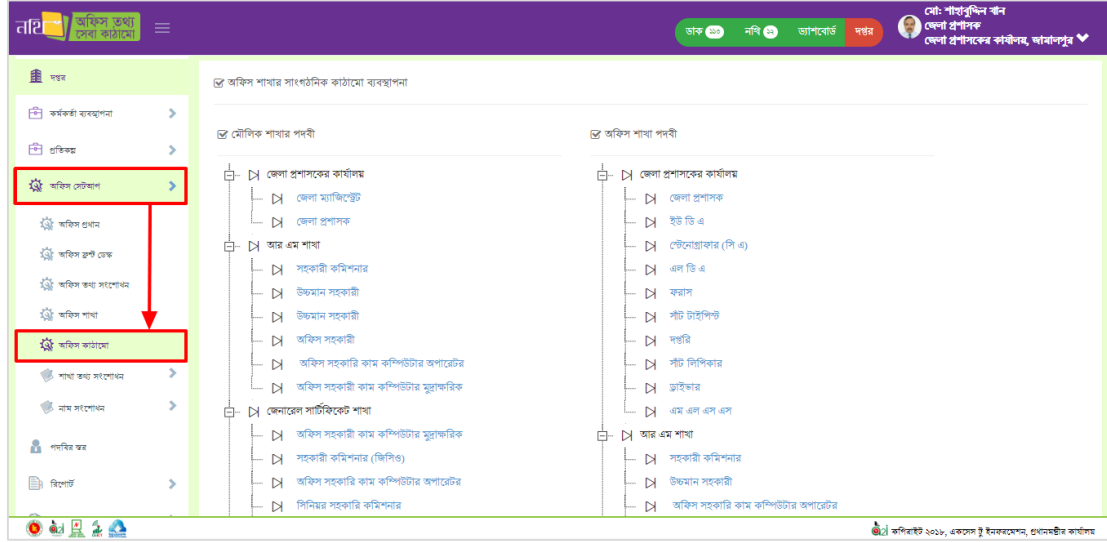 নথি অফিস তথ্য
সেবা কাঠামো
ডাক ১১৩ নথি ১২ ড্যাশবোর্ড দপ্তর
মো: শাহাবুদ্দিন খান
জেলা প্রশাসক
জেলা প্রশাসকের কার্যালয়, জামালপুর
দপ্তর
কর্মকর্তা ব্যবস্থাপনা
প্রতিকল্প
অফিস সেটআপ
অফিস প্রধান
অফিস ফ্রন্ট ডেস্ক
অফিস তথ্য সংশোধন
অফিস শাখা
অফিস কাঠামো
শাখা তথ্য সংশোধন
নাম সংশোধন
পদবির স্তর
রিপোর্ট
অফিস শাখার সাংগঠনিক কাঠামো ব্যবস্থাপনা
মৌলিক শাখার পদবী
জেলা প্রশাসকের কার্যালয়
জেলা ম্যাজিস্ট্রেট
জেলা প্রশাসক
আর এম শাখা
সহকারী কমিশনার
উচ্চমান সহকারী
উচ্চমান সহকারী
অফিস সহকারী
অফিস সহকারি কাম কম্পিউটার অপারেটর
অফিস সহকারী কাম কম্পিউটার মুদ্রাক্ষরিক
জেনারেল সার্টিফিকেট শাখা
অফিস সহকারী কাম কম্পিউটার মুদ্রাক্ষরিক
সহকারী কমিশনার (জিসিও)
অফিস সহকারি কাম কম্পিউটার অপারেটর
সিনিয়র সহকারি কমিশনার
অফিস শাখা পদবী
জেলা প্রশাসকের কার্যালয়
জেলা প্রশাসক
ইউ ডি এ
স্টেনোগ্রাফার (সি এ)
এল ডি এ
ফরাস
সাঁট টাইপিস্ট
দপ্তরি
সাঁট লিপিকার
ড্রাইভার
এম এল এস এস
আর এম শাখা
সহকারী কমিশনার
উচ্চমান সহকারী
অফিস সহকারি কাম কম্পিউটার অপারেটর
কপিরাইট ২০১৮, একসেস টু ইনফরমেশন, প্রধানমন্ত্রীর কার্যালয়